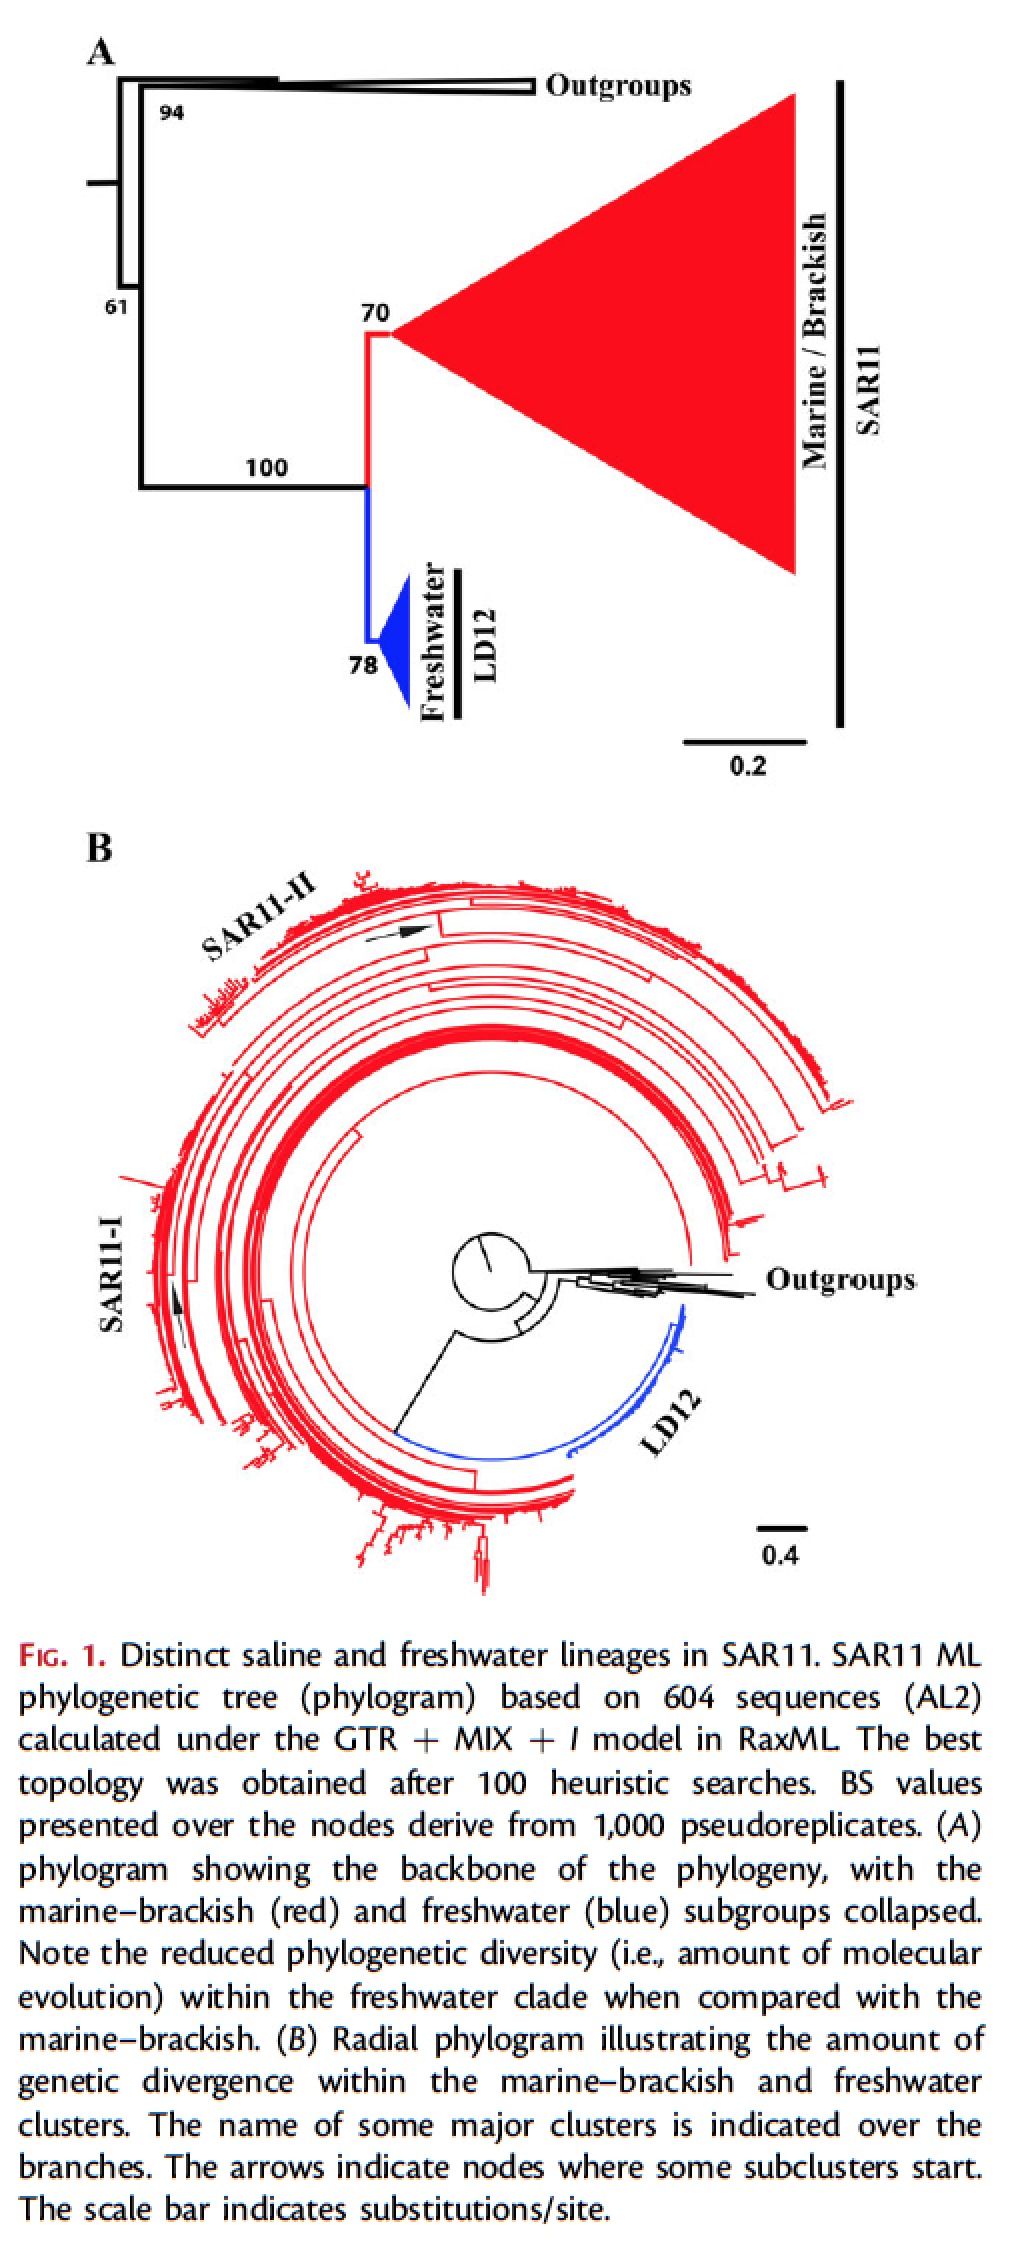 A
Outgroups
94
61
70
Marine / Brackish
SAR11
100
78
Freshwater
LD12
0.2
B
SAR11-II
SAR11-I
Outgroups
LD12
0.4
FIG. 1. Distinct saline and freshwater lineages in SAR11. SAR11 ML
phylogenetic tree (phylogram) based on 604 sequences (AL2)
calculated under the GTR + MIX + I model in RaxML. The best
topology was obtained after 100 heuristic searches. BS values
presented over the nodes derive from 1,000 pseudoreplicates. (A)
phylogram showing the backbone of the phylogeny, with the
marine–brackish (red) and freshwater (blue) subgroups collapsed.
Note the reduced phylogenetic diversity (i.e., amount of molecular
evolution) within the freshwater clade when compared with the
marine–brackish. (B) Radial phylogram illustrating the amount of
genetic divergence within the marine–brackish and freshwater
clusters. The name of some major clusters is indicated over the
branches. The arrows indicate nodes where some subclusters start.
The scale bar indicates substitutions/site.